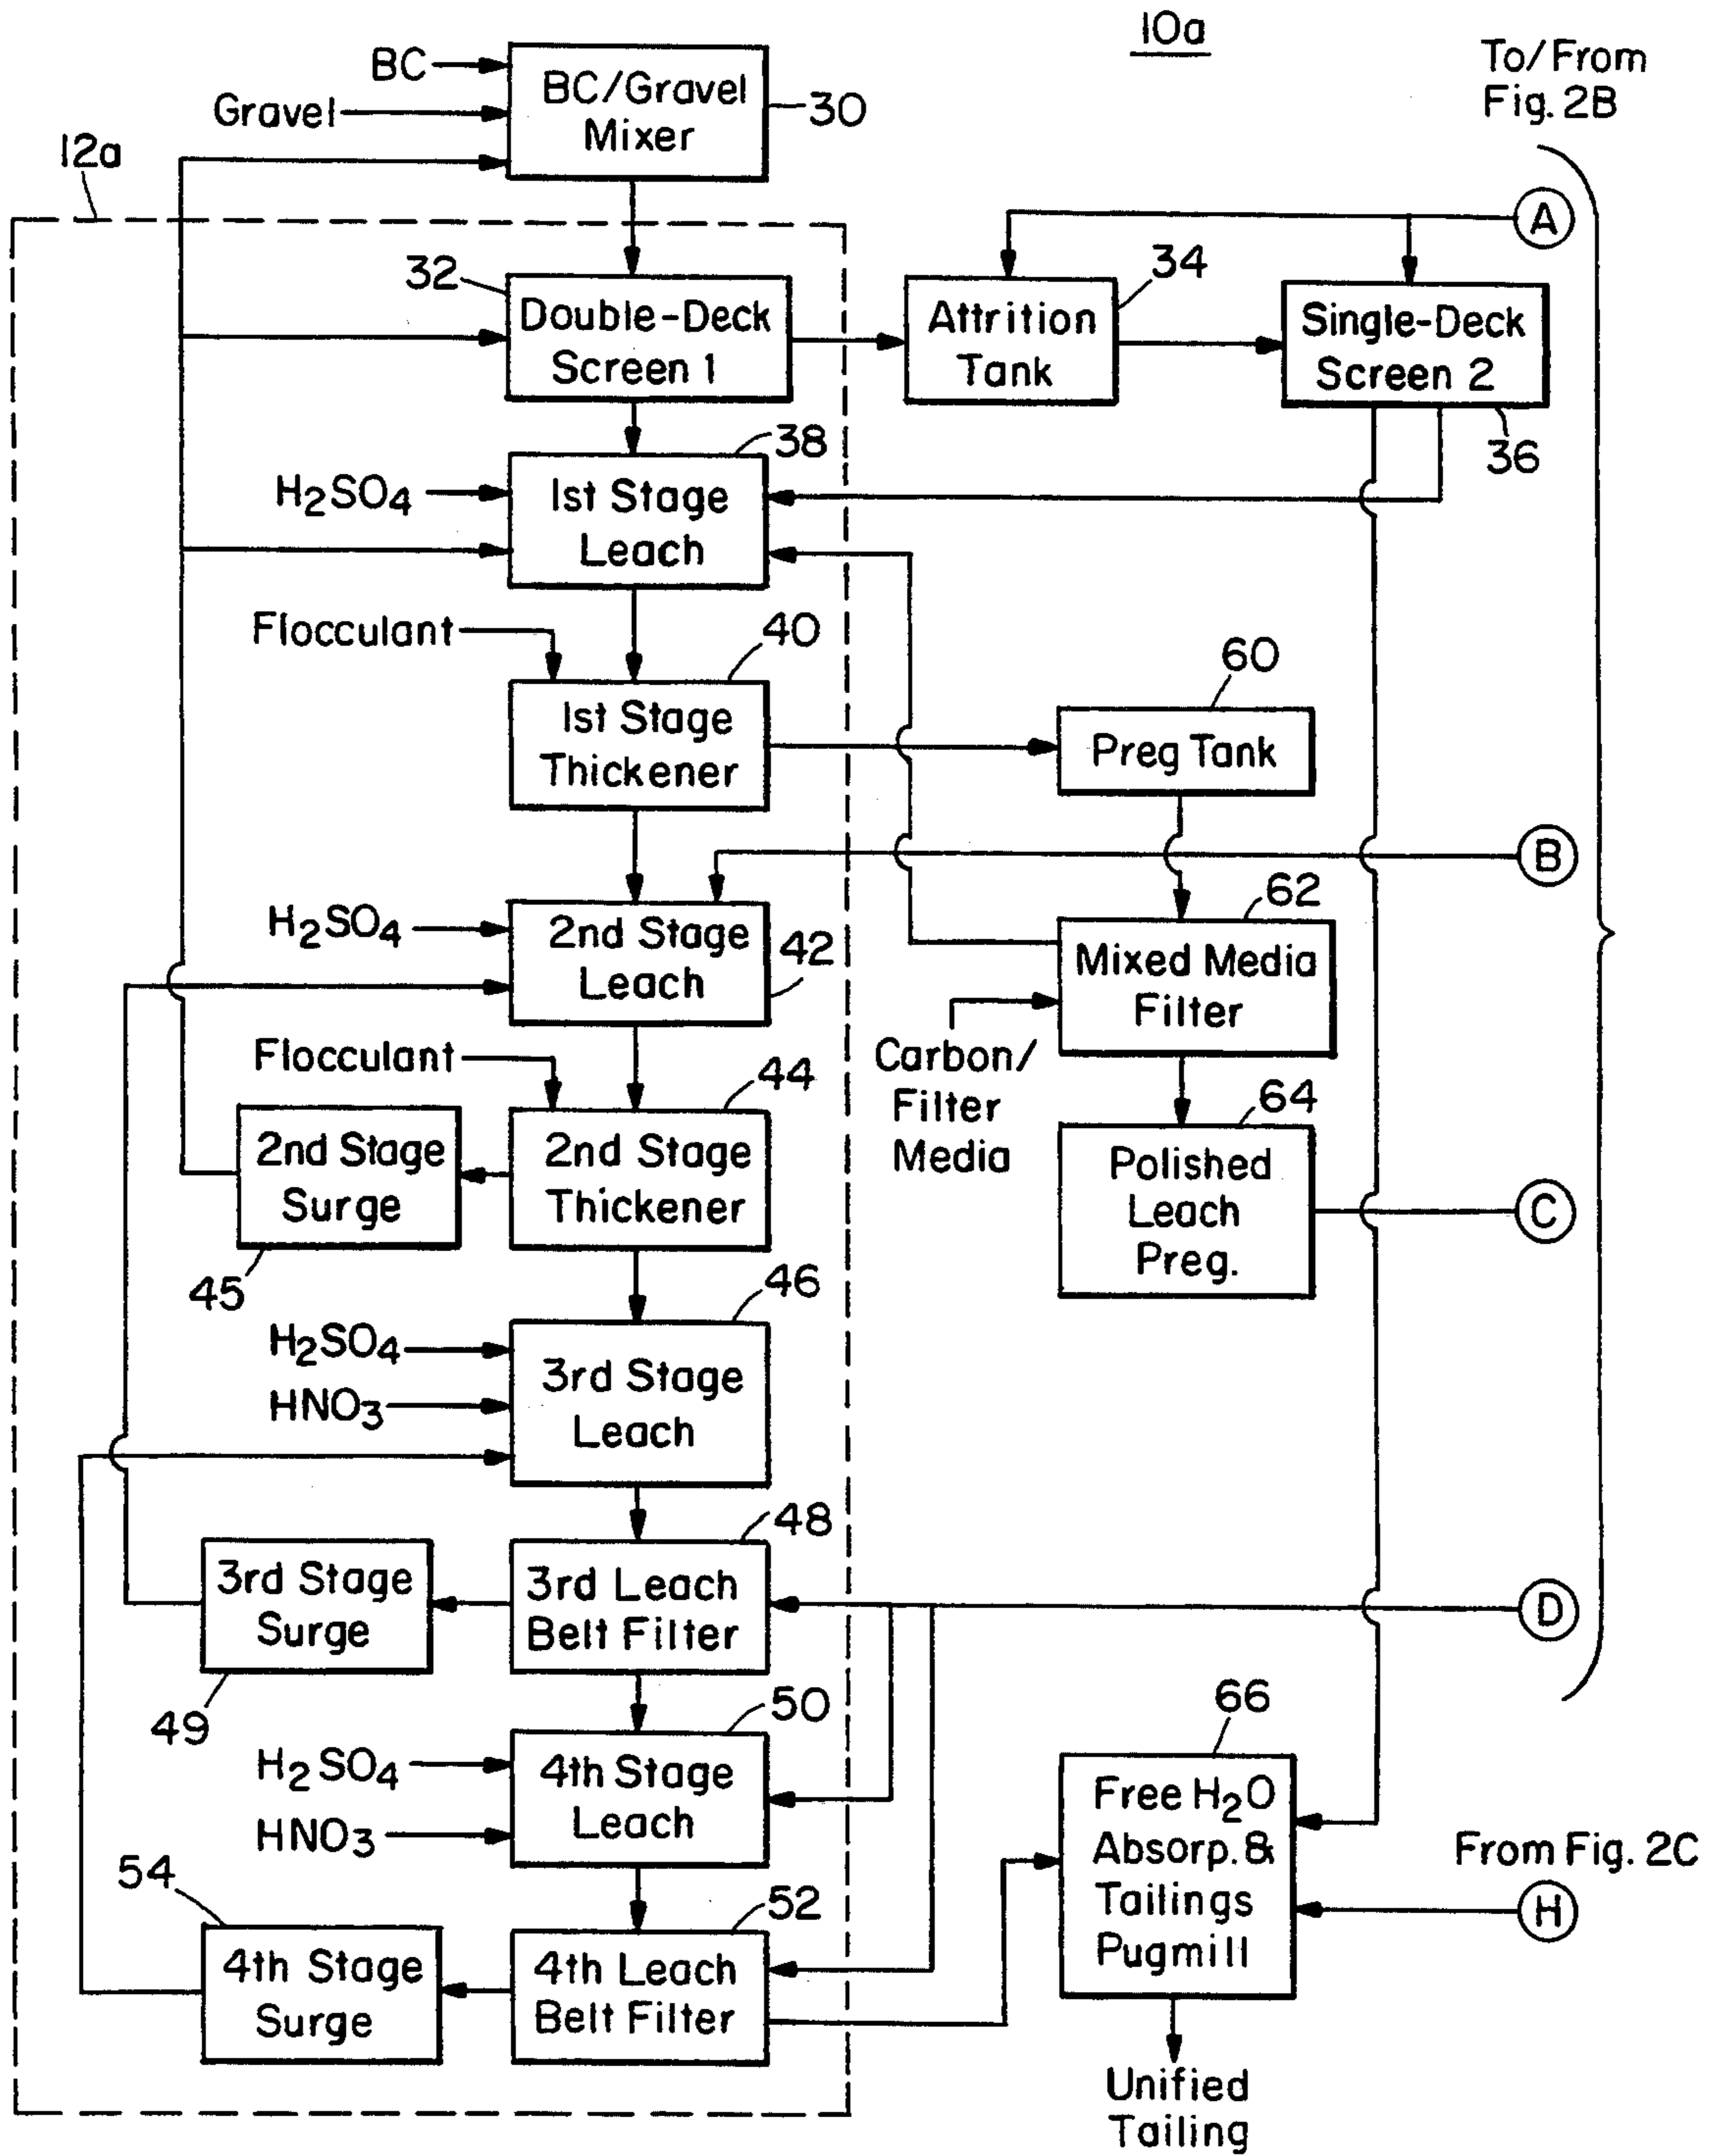 10a
To/From
Fig. 2B
BC
Gravel
BC/Gravel
Mixer
30
12a
A
32
Double-Deck
Screen 1
34
Attrition
Tank
Single-Deck
Screen 2
36
38
H2SO4
1st Stage
Leach
Flocculant
40
1st Stage
Thickener
60
Preg Tank
B
H2SO4
2nd Stage
Leach
42
62
Mixed Media
Filter
Carbon/
Filter
Media
Flocculant
44
2nd Stage
Thickener
2nd Stage
Surge
45
64
Polished
Leach
Preg.
C
46
H2SO4
HNO3
3rd Stage
Leach
48
3rd Leach
Belt Filter
3rd Stage
Surge
49
D
50
H2SO4
HNO3
4th Stage
Leach
66
Free H2O
Absorp. &
Tailings
Pugmill
From Fig. 2C
H
54
4th Stage
Surge
52
4th Leach
Belt Filter
Unified
Tailing